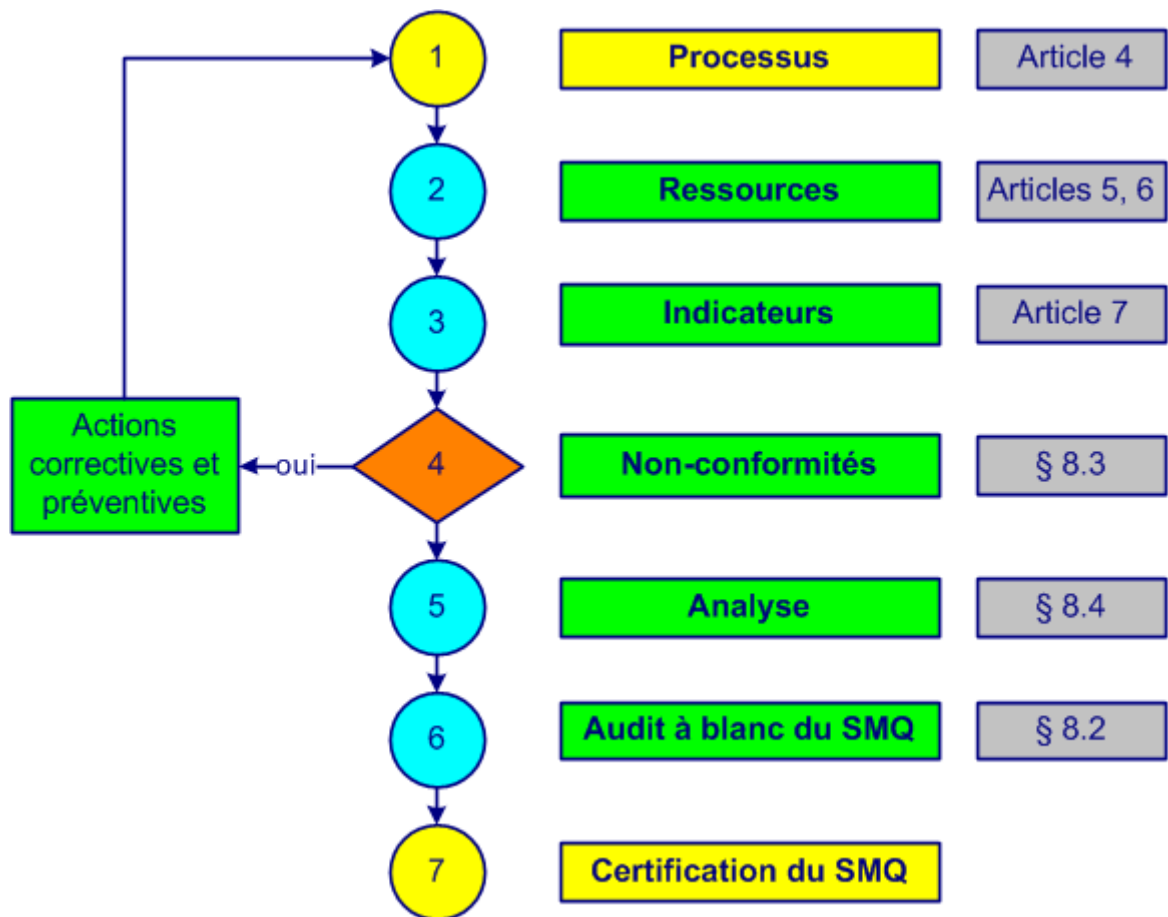 1
Processus
Article 4
2
Ressources
Articles 5, 6
3
Indicateurs
Article 7
Actions
correctives et
préventives
oui
4
Non-conformités
§ 8.3
5
Analyse
§ 8.4
6
Audit à blanc du SMQ
§ 8.2
7
Certification du SMQ